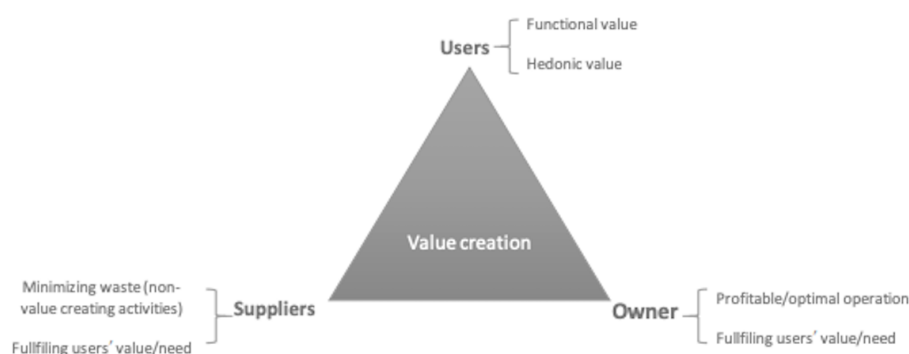 Functional value
Users
Hedonic value
Value creation
Minimizing waste (non-
value creating activities)
Suppliers
Fullfiling users´ value/need
Owner
Profitable/optimal operation
Fullfiling users´ value/need